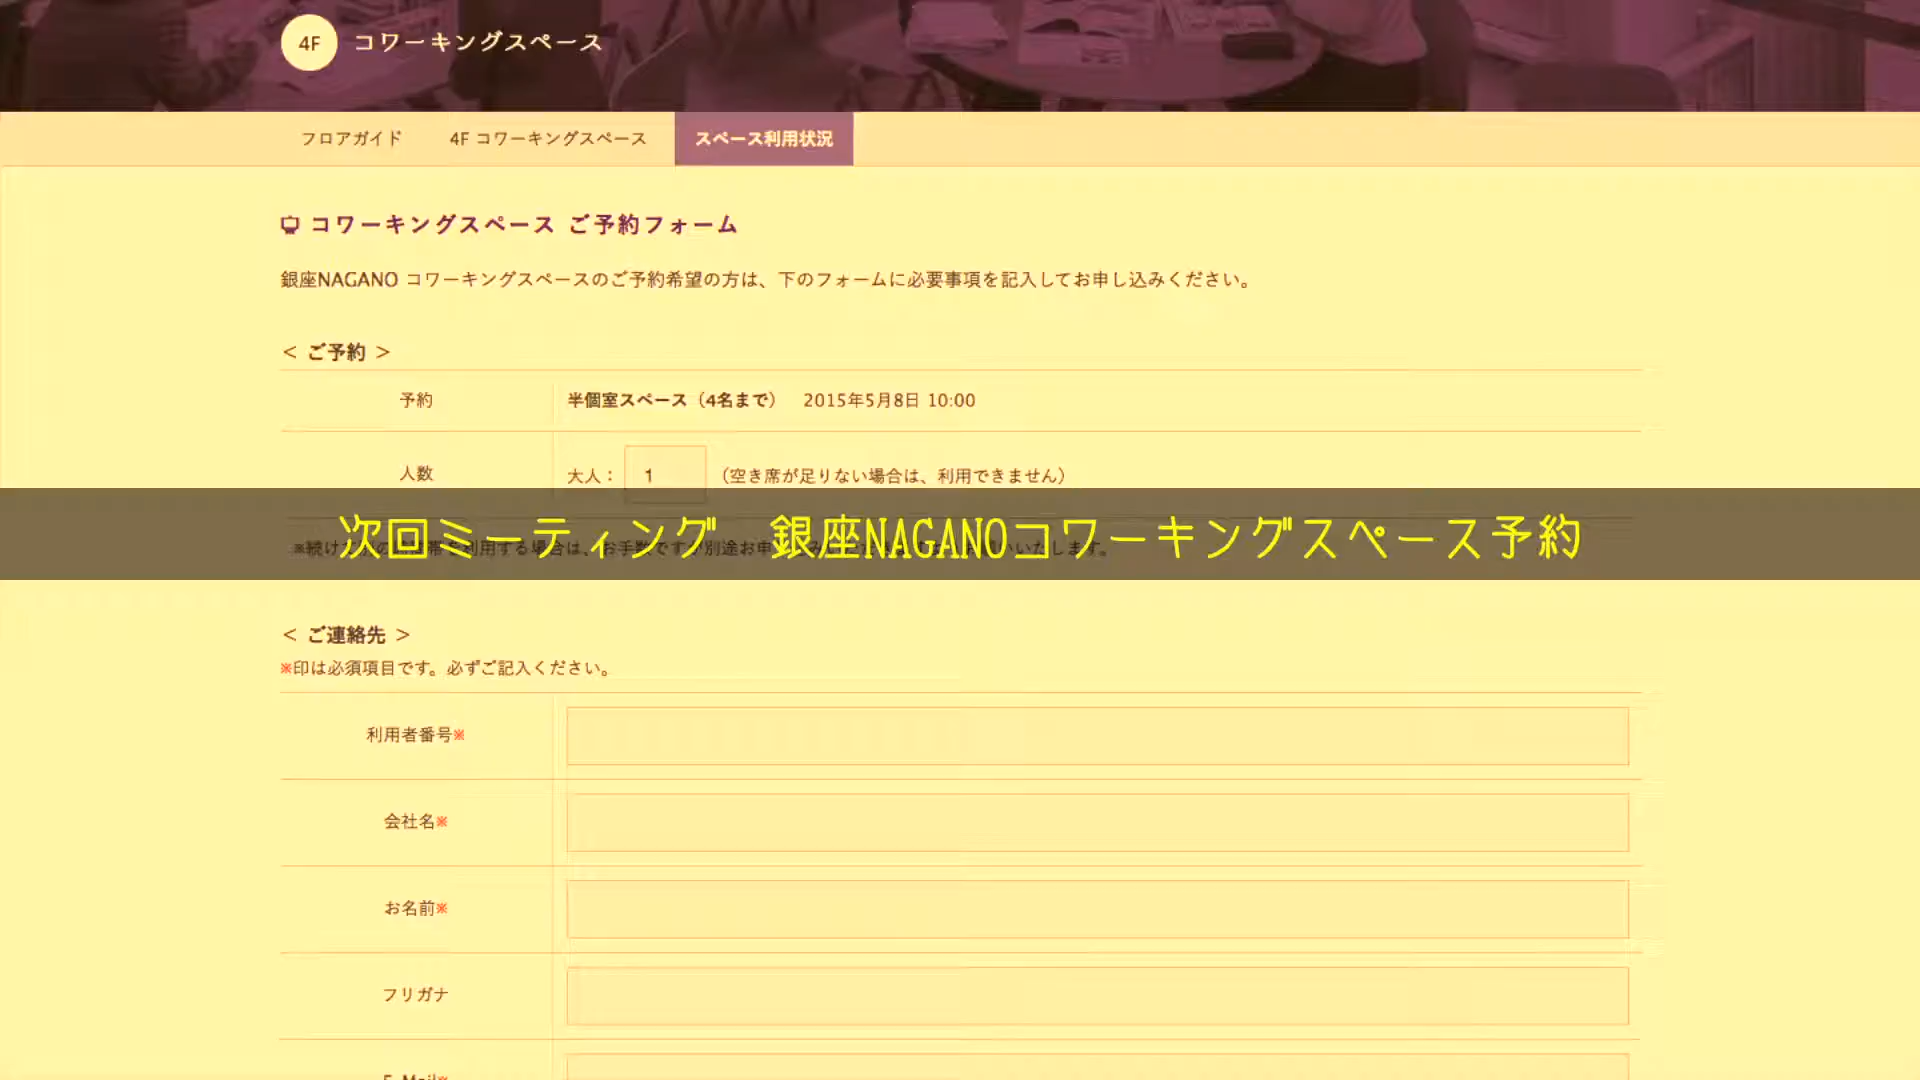 4F コワーキングスペース
フロアガイド 4F コワーキングスペース スペース利用状況
コワーキングスペース ご予約フォーム
銀座NAGANO コワーキングスペースのご予約希望の方は、下のフォームに必要事項を記入してお申し込みください。
< ご予約 >
予約 半個室スペース（4名まで） 2015年5月8日 10:00
人数 大人： 1 （空き席が足りない場合は、利用できません）
次回ミーティング 銀座NAGANOコワーキングスペース予約
< ご連絡先 >
※印は必須項目です。必ずご記入ください。
利用者番号※
会社名※
お名前※
フリガナ
E-Mail※